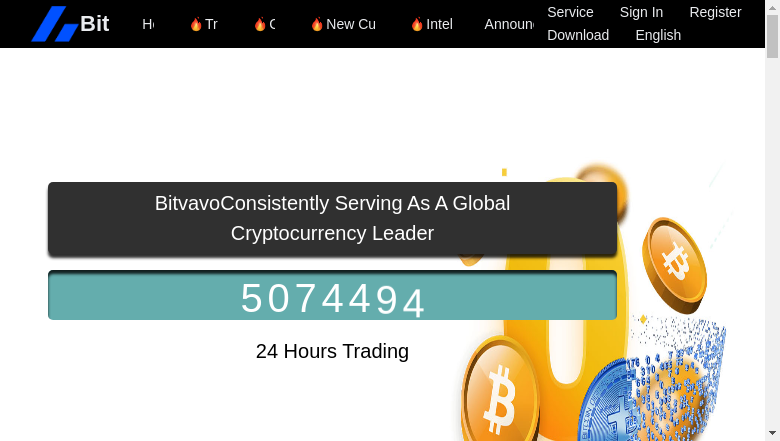 Bit
New Cu
Intel
Announ
Service
Sign In
Register
Download
English
BitvavoConsistently Serving As A Global
Cryptocurrency Leader
5074494
24 Hours Trading